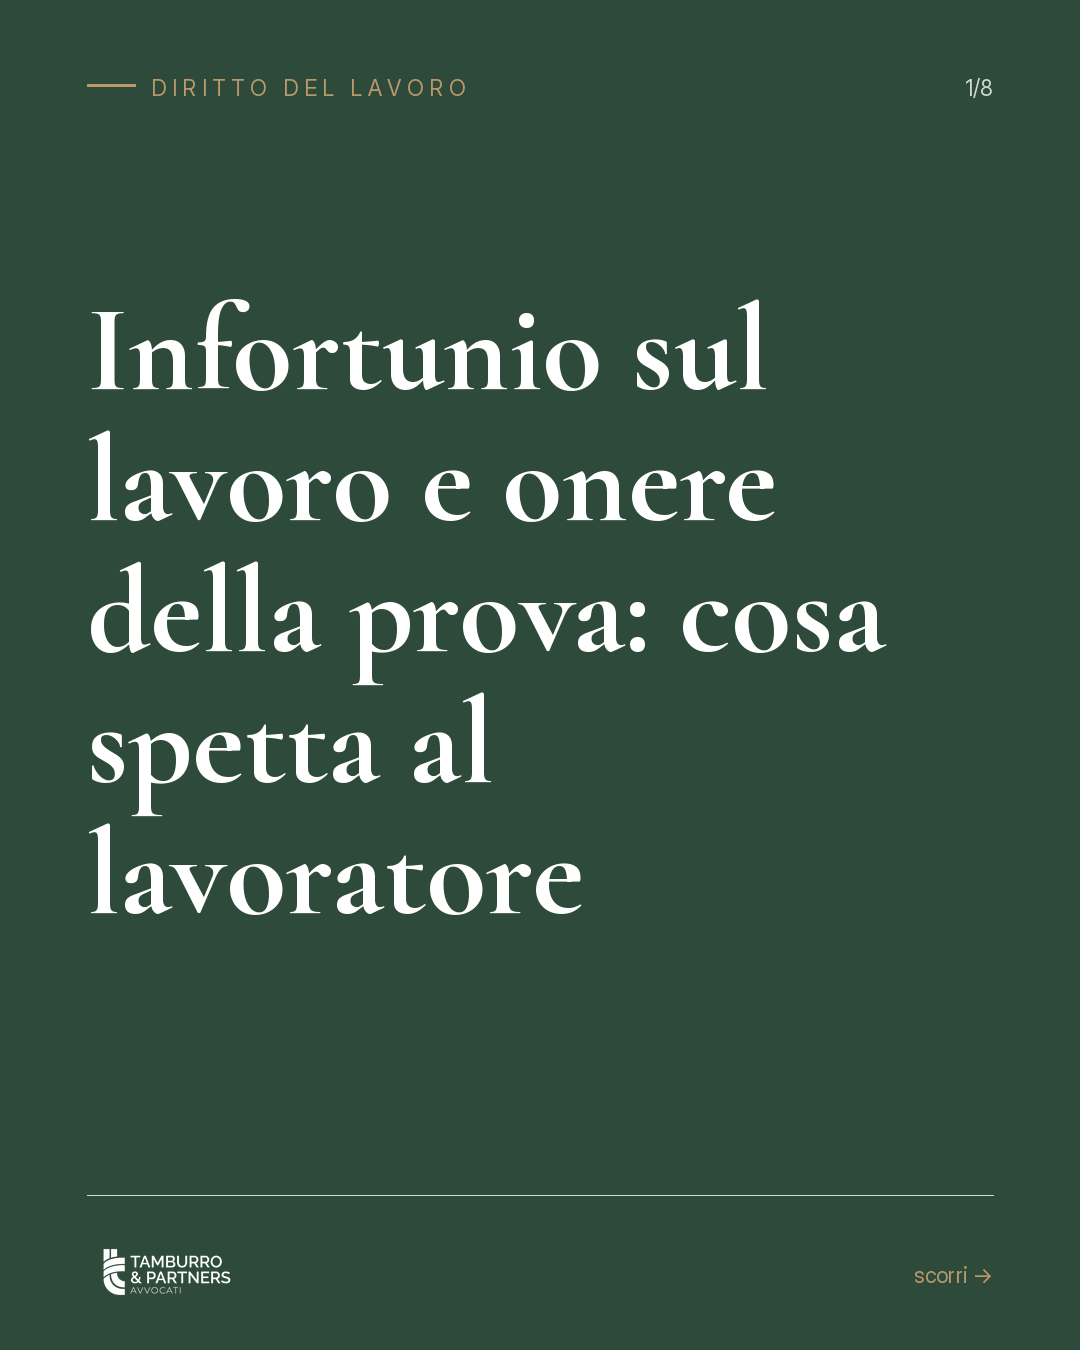 DIRITTO DEL LAVORO
1/8
Infortunio sul
lavoro e onere
della prova: cosa
spetta al
lavoratore
TAMBURRO
& PARTNERS
AVVOCATI
scorri →